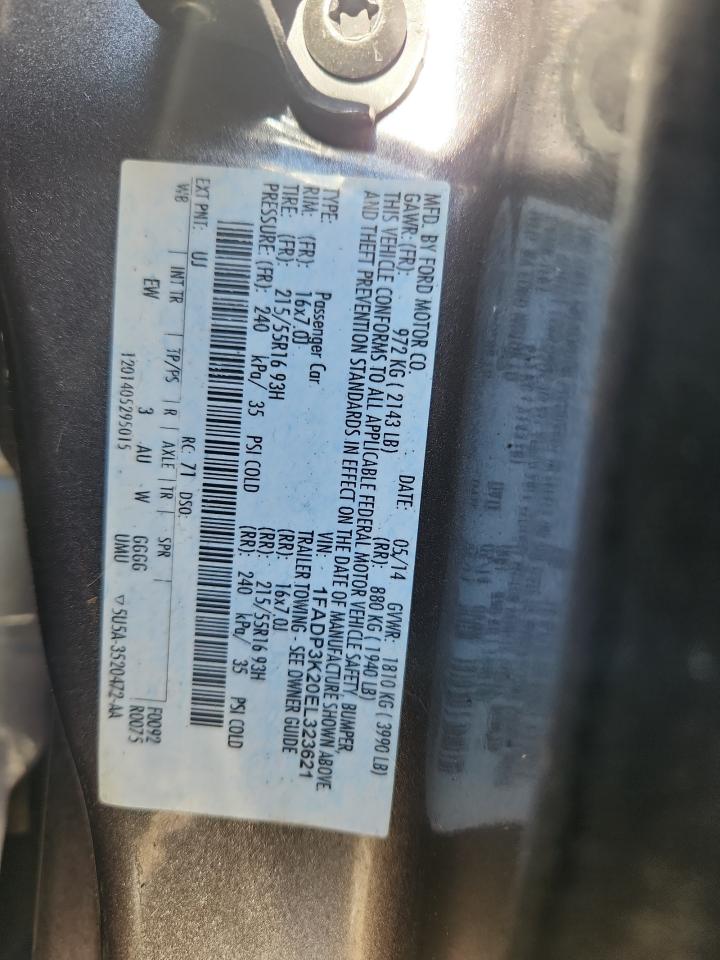 MFD. BY FORD MOTOR CO. DATE: 05/14 GVWR: 1810 KG ( 3990 LB)
GAWR: (FR): 972 KG ( 2143 LB) (RR): 880 KG ( 1940 LB)
THIS VEHICLE CONFORMS TO ALL APPLICABLE FEDERAL MOTOR VEHICLE SAFETY, BUMPER,
AND THEFT PREVENTION STANDARDS IN EFFECT ON THE DATE OF MANUFACTURE SHOWN ABOVE.
VIN: 1FADP3K20EL323621
TYPE: Passenger Car TRAILER TOWING - SEE OWNER GUIDE
RIM: (FR): 16x7.0J (RR): 16x7.0J
TIRE: (FR): 215/55R16 93H (RR): 215/55R16 93H
PRESSURE: (FR): 240 kPa/ 35 PSI COLD (RR): 240 kPa/ 35 PSI COLD
EXT PNT: UJ RC: 71 DSO: F0092
WB | INT TR | TP/PS | R | AXLE | TR | SPR | R0075
EW 3 AU W GGGG
1201405295015 UMU ▽ 5U5A-3520472-AA